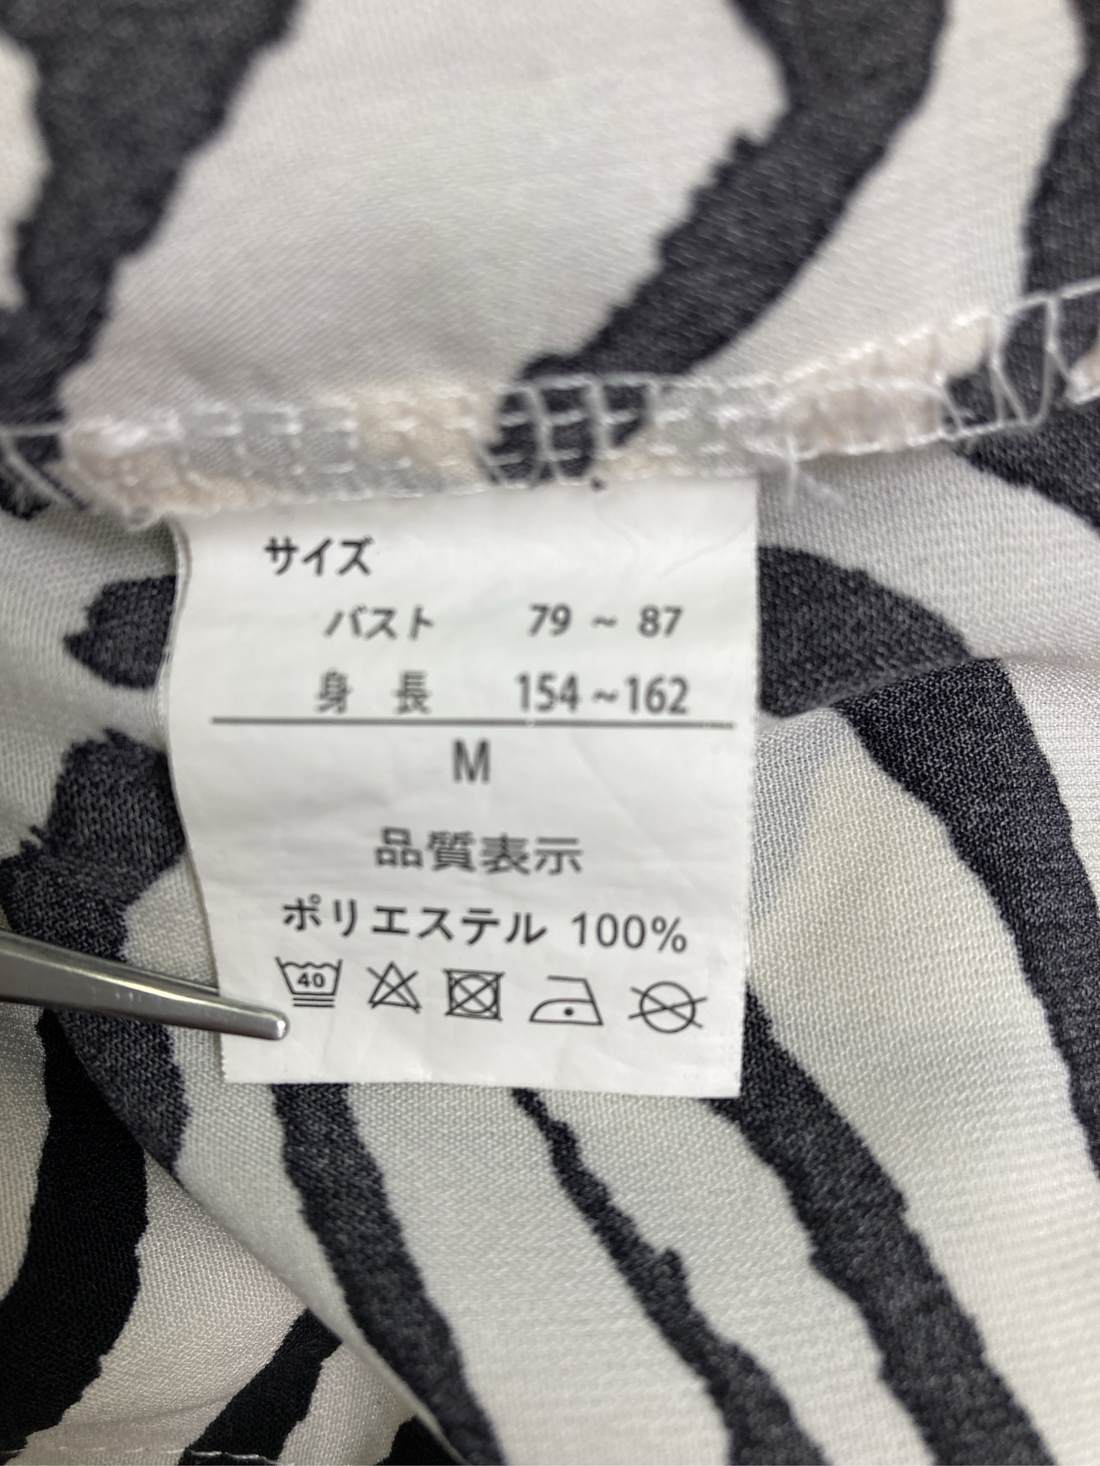 サイズ
バスト 79 ~ 87
身 長 154 ~ 162
M
品質表示
ポリエステル 100%
40